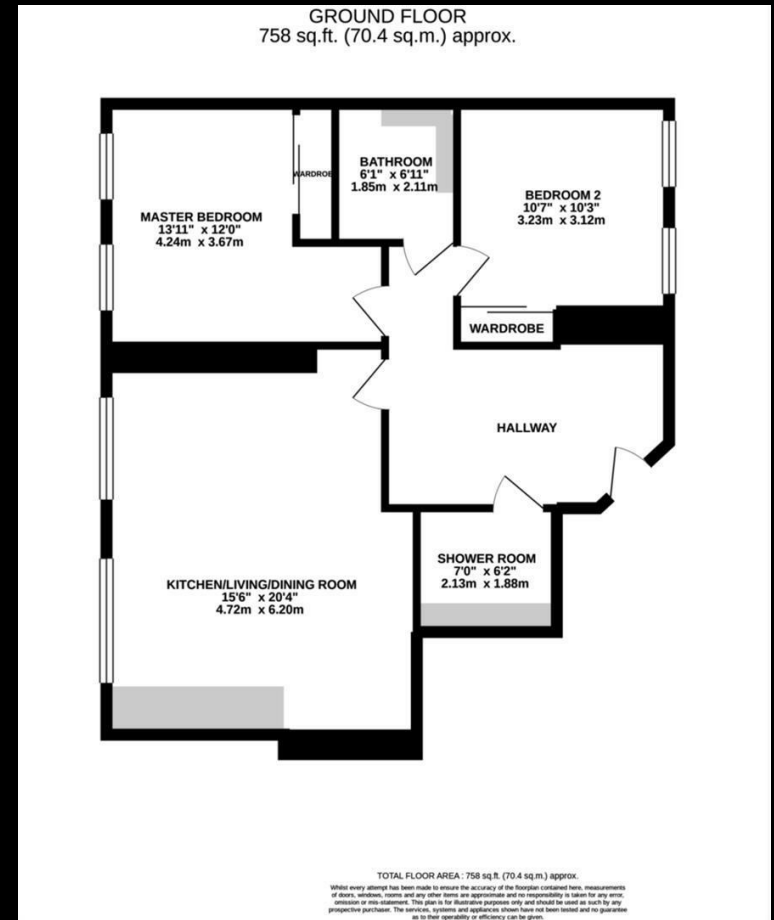 GROUND FLOOR
758 sq.ft. (70.4 sq.m.) approx.
WARDROBE
BATHROOM
6'1" x 6'11"
1.85m x 2.11m
MASTER BEDROOM
13'11" x 12'0"
4.24m x 3.67m
BEDROOM 2
10'7" x 10'3"
3.23m x 3.12m
WARDROBE
HALLWAY
SHOWER ROOM
7'0" x 6'2"
2.13m x 1.88m
KITCHEN/LIVING/DINING ROOM
15'6" x 20'4"
4.72m x 6.20m
TOTAL FLOOR AREA : 758 sq.ft. (70.4 sq.m.) approx.
Whilst every attempt has been made to ensure the accuracy of the floorplan contained here, measurements
of doors, windows, rooms and any other items are approximate and no responsibility is taken for any error,
omission or mis-statement. This plan is for illustrative purposes only and should be used as such by any
prospective purchaser. The services, systems and appliances shown have not been tested and no guarantee
as to their operability or efficiency can be given.